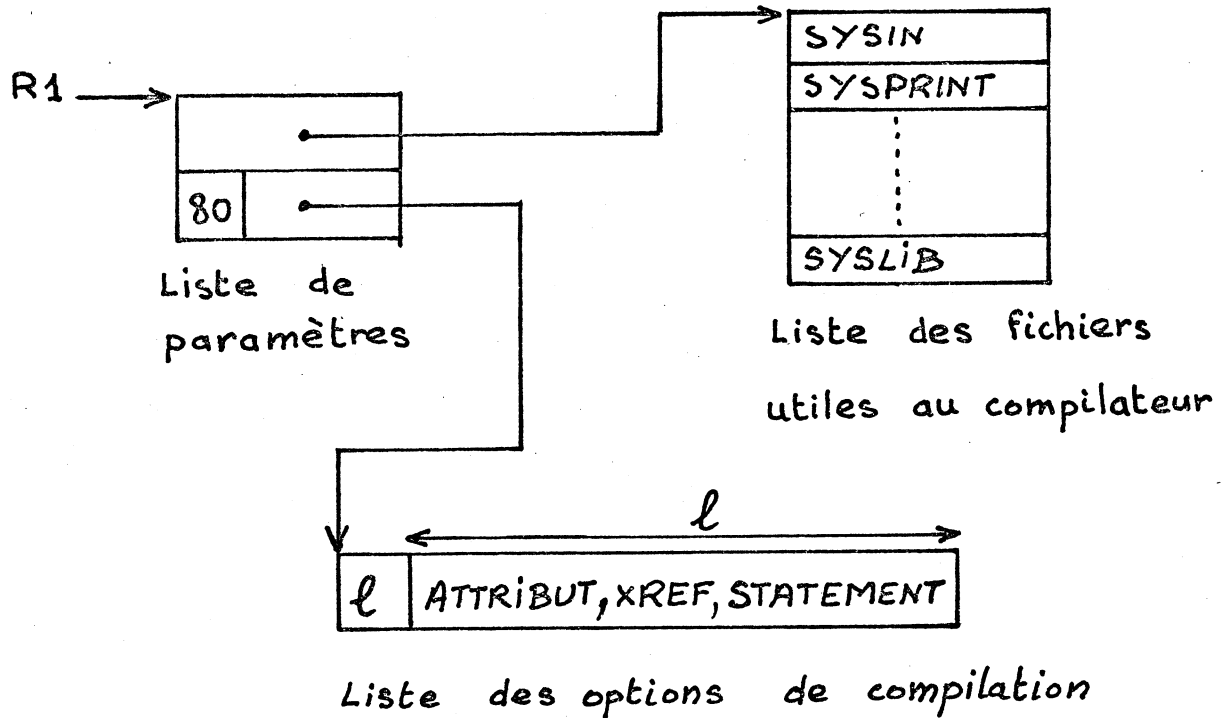 SYSIN
R1
SYSPRINT
80
SYSLIB
Liste de
paramètres
Liste des fichiers
utiles au compilateur
l
l ATTRIBUT, XREF, STATEMENT
Liste des options de compilation